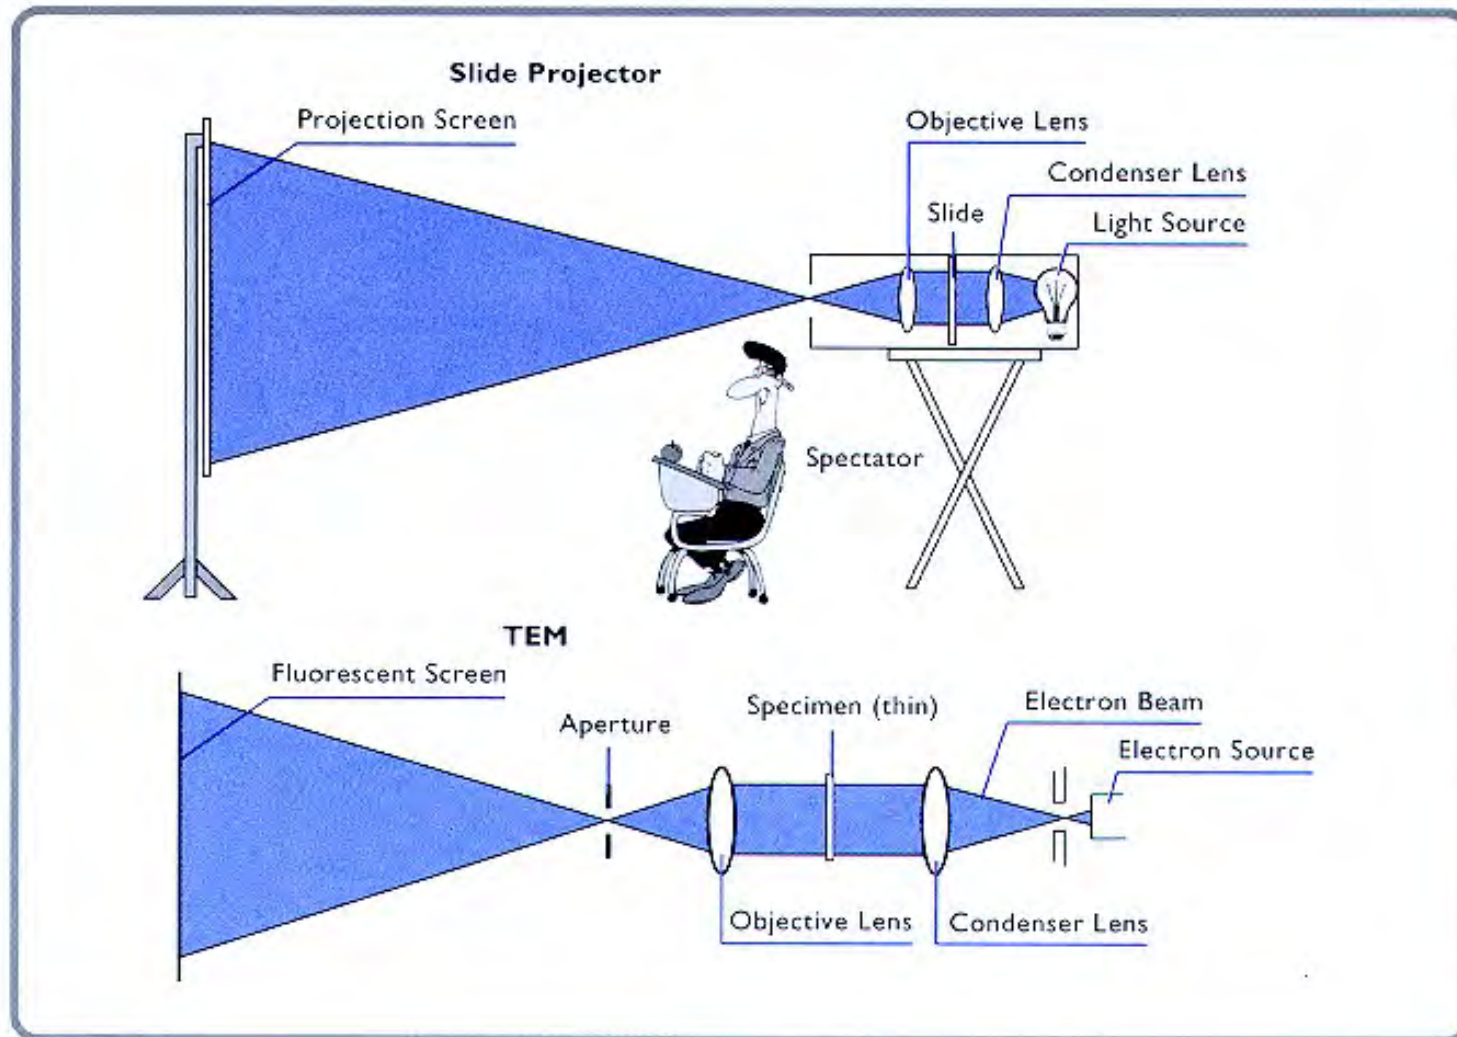 Slide Projector
Projection Screen
Objective Lens
Condenser Lens
Slide
Light Source
Spectator
TEM
Fluorescent Screen
Aperture
Specimen (thin)
Electron Beam
Electron Source
Objective Lens
Condenser Lens